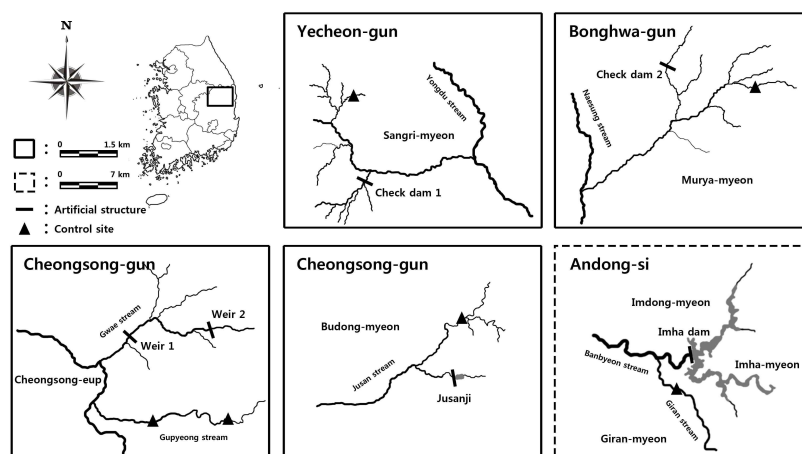 N
0 1.5 km
:
0 7 km
:
: Artificial structure
: Control site
Yecheon-gun
Yongdu stream
Sangri-myeon
Check dam 1
Bonghwa-gun
Check dam 2
Naesung stream
Murya-myeon
Cheongsong-gun
Gwae stream
Weir 2
Weir 1
Cheongsong-eup
Gupyeong stream
Cheongsong-gun
Budong-myeon
Jusan stream
Jusanji
Andong-si
Imdong-myeon
Imha dam
Banbyeon stream
Imha-myeon
Giran stream
Giran-myeon